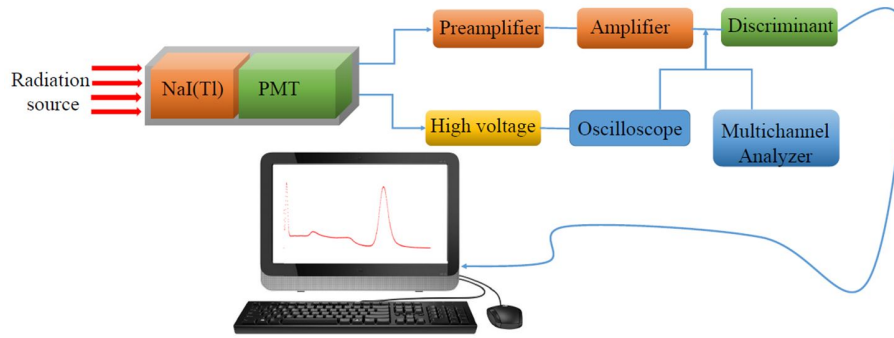 Radiation
source
NaI(Tl)
PMT
Preamplifier
Amplifier
Discriminant
High voltage
Oscilloscope
Multichannel
Analyzer